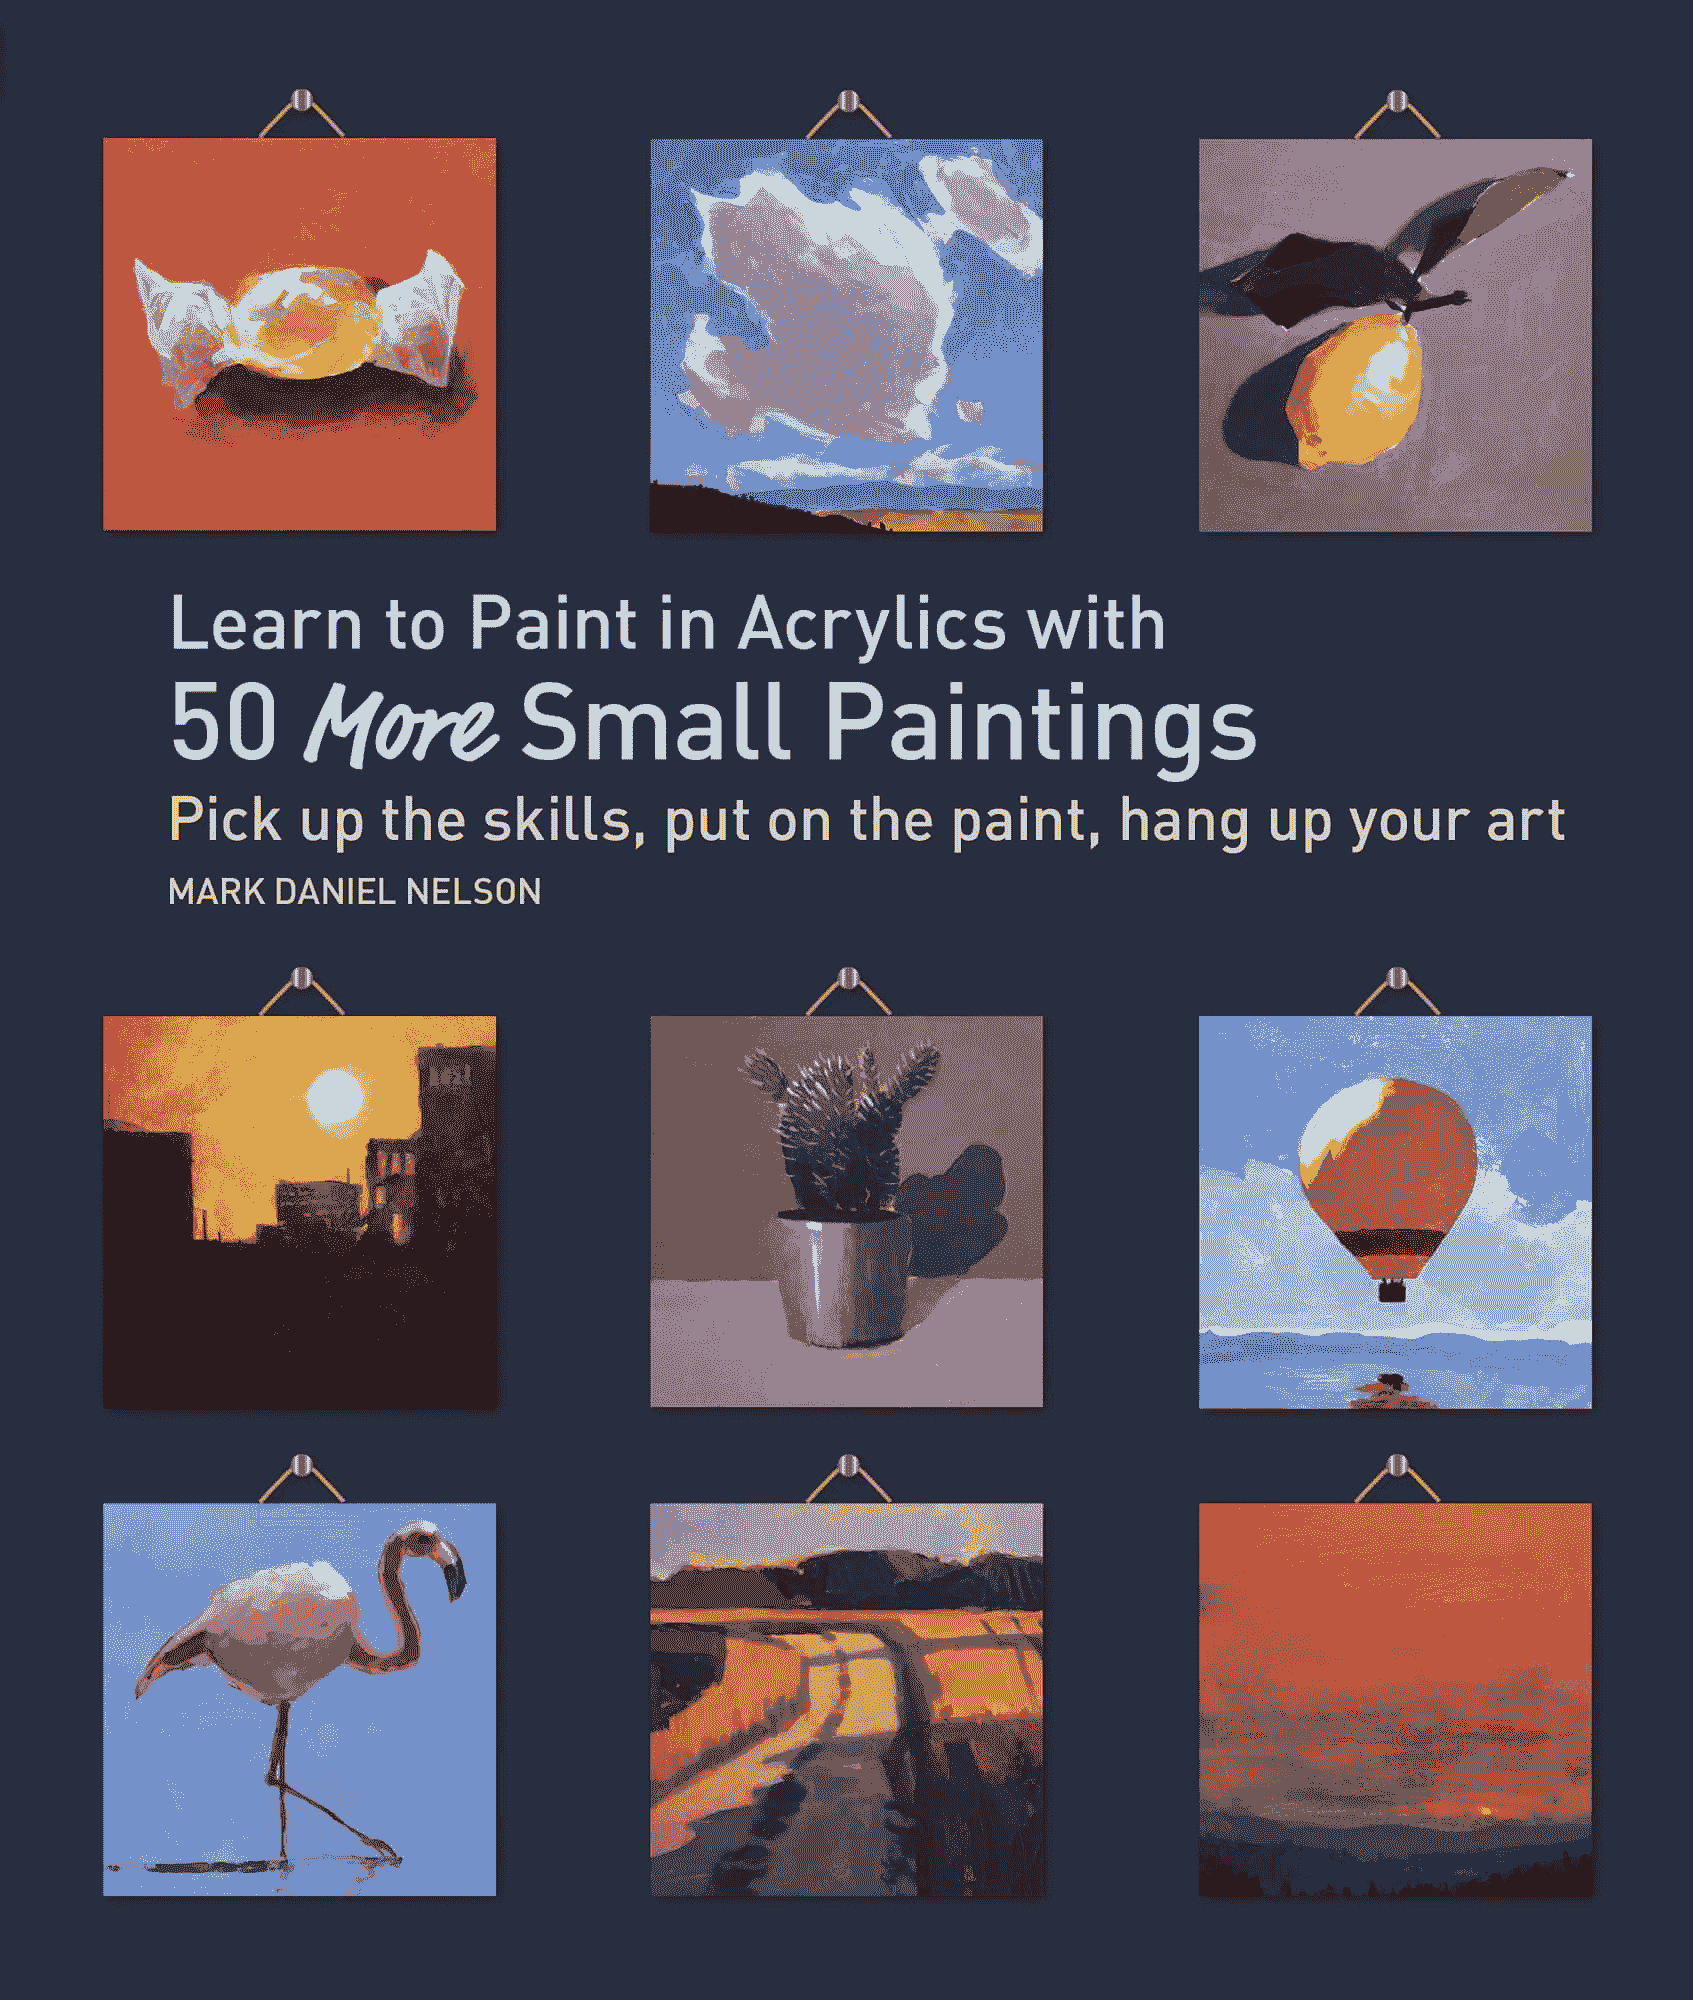 Learn to Paint in Acrylics with
50 More Small Paintings
Pick up the skills, put on the paint, hang up your art
MARK DANIEL NELSON